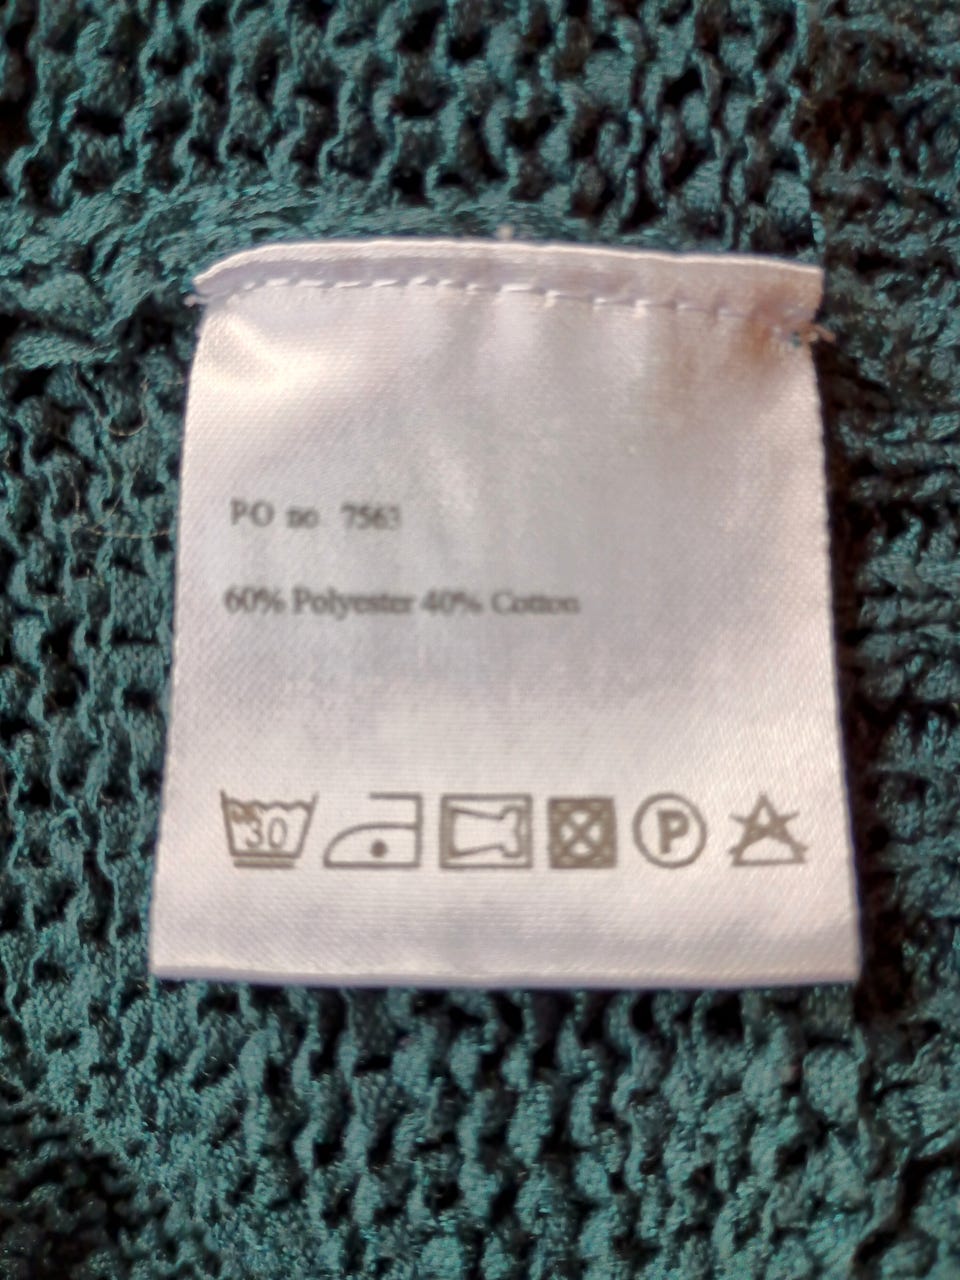 PO no 7563
60% Polyester 40% Cotton
30 P